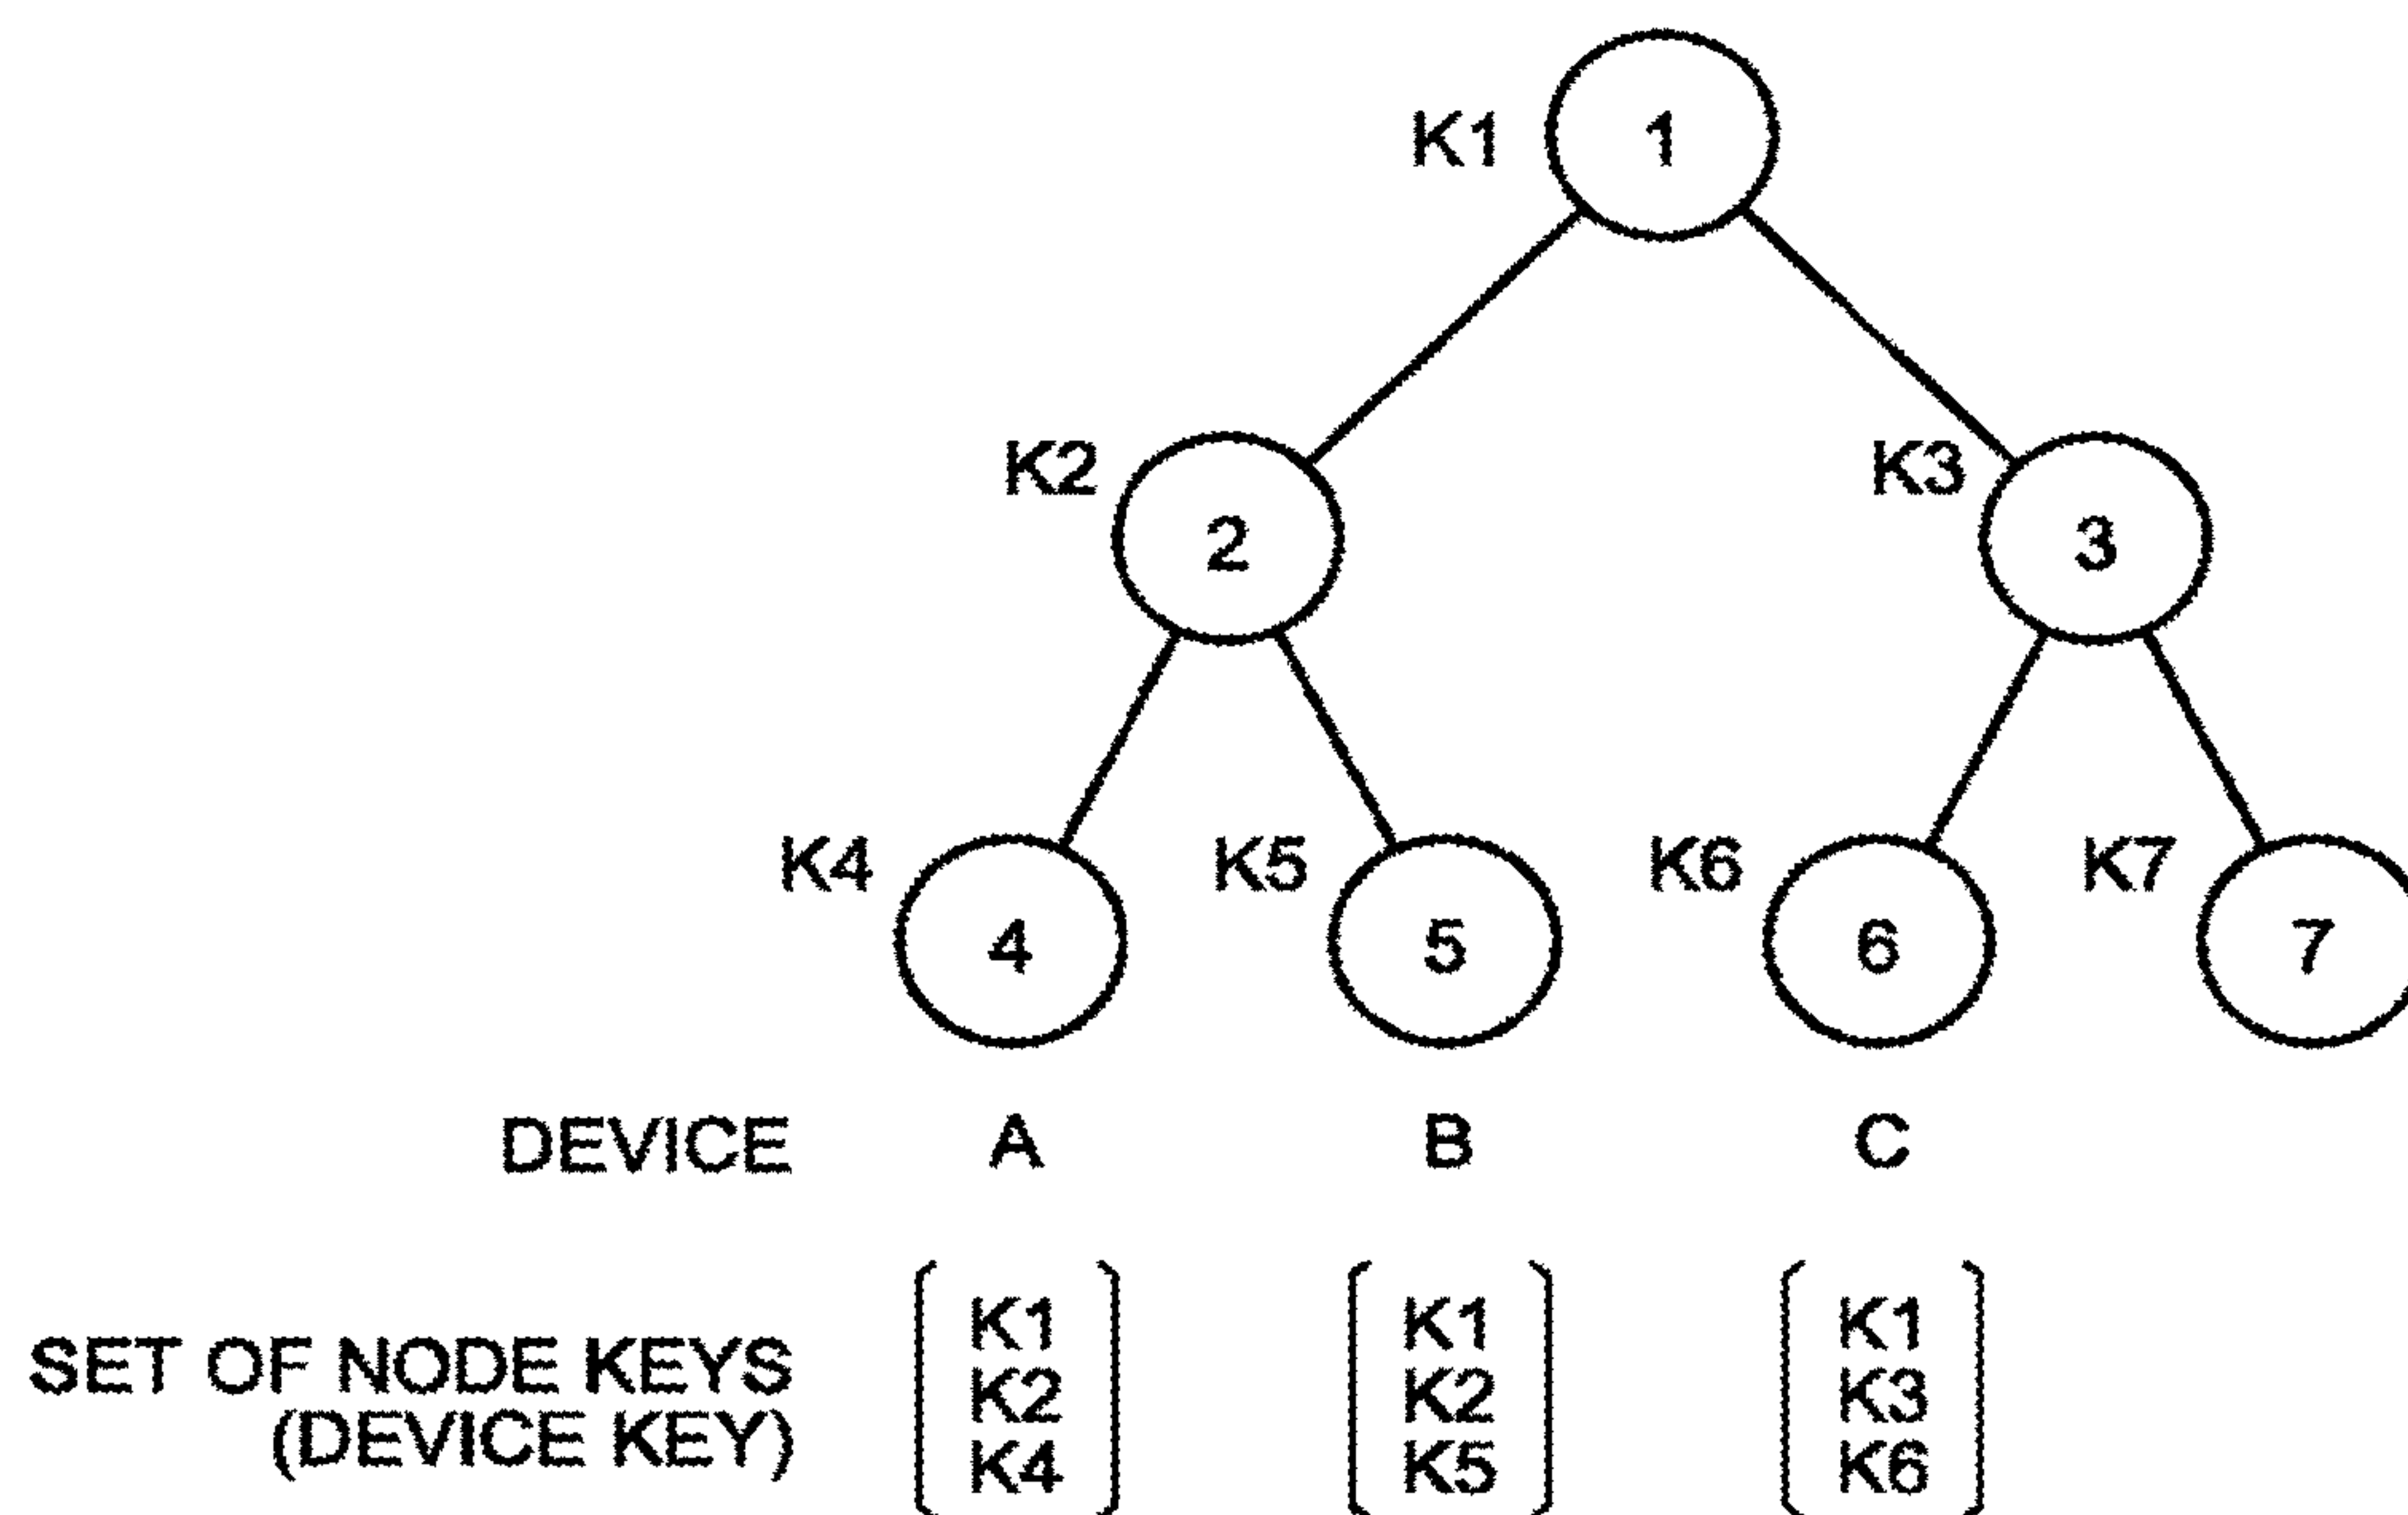 K1 1
K2 2 K3 3
K4 4 K5 5 K6 6 K7 7
DEVICE A B C
SET OF NODE KEYS
(DEVICE KEY)
K1
K2
K4
K1
K2
K5
K1
K3
K6